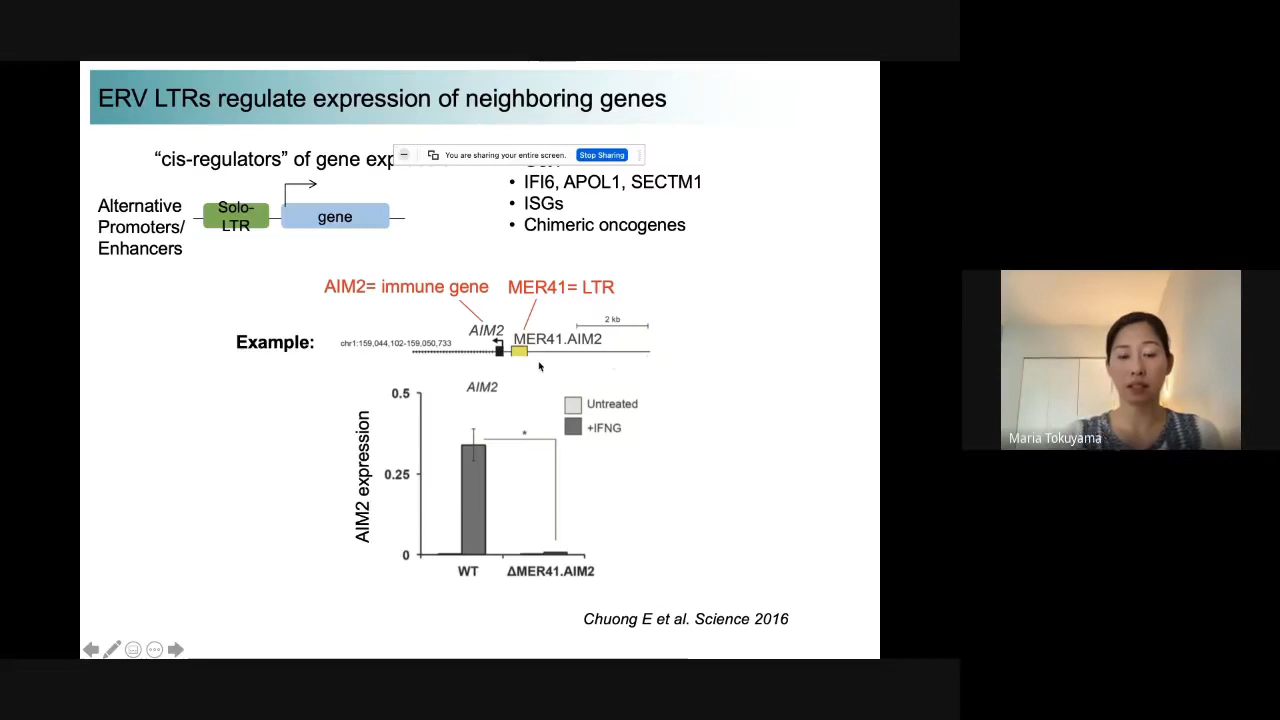 ERV LTRs regulate expression of neighboring genes
“cis-regulators” of gene
You are sharing your entire screen.
Stop Sharing
• IFI6, APOL1, SECTM1
• ISGs
• Chimeric oncogenes
Alternative
Promoters/
Enhancers
Solo-
LTR
gene
AIM2= immune gene
MER41= LTR
2 kb
AIM2
MER41.AIM2
Example:
chr1:159,044,102-159,050,733
AIM2
0.5
0.25
0
AIM2 expression
Untreated
+IFNG
*
WT
ΔMER41.AIM2
Chuong E et al. Science 2016
Maria Tokuyama